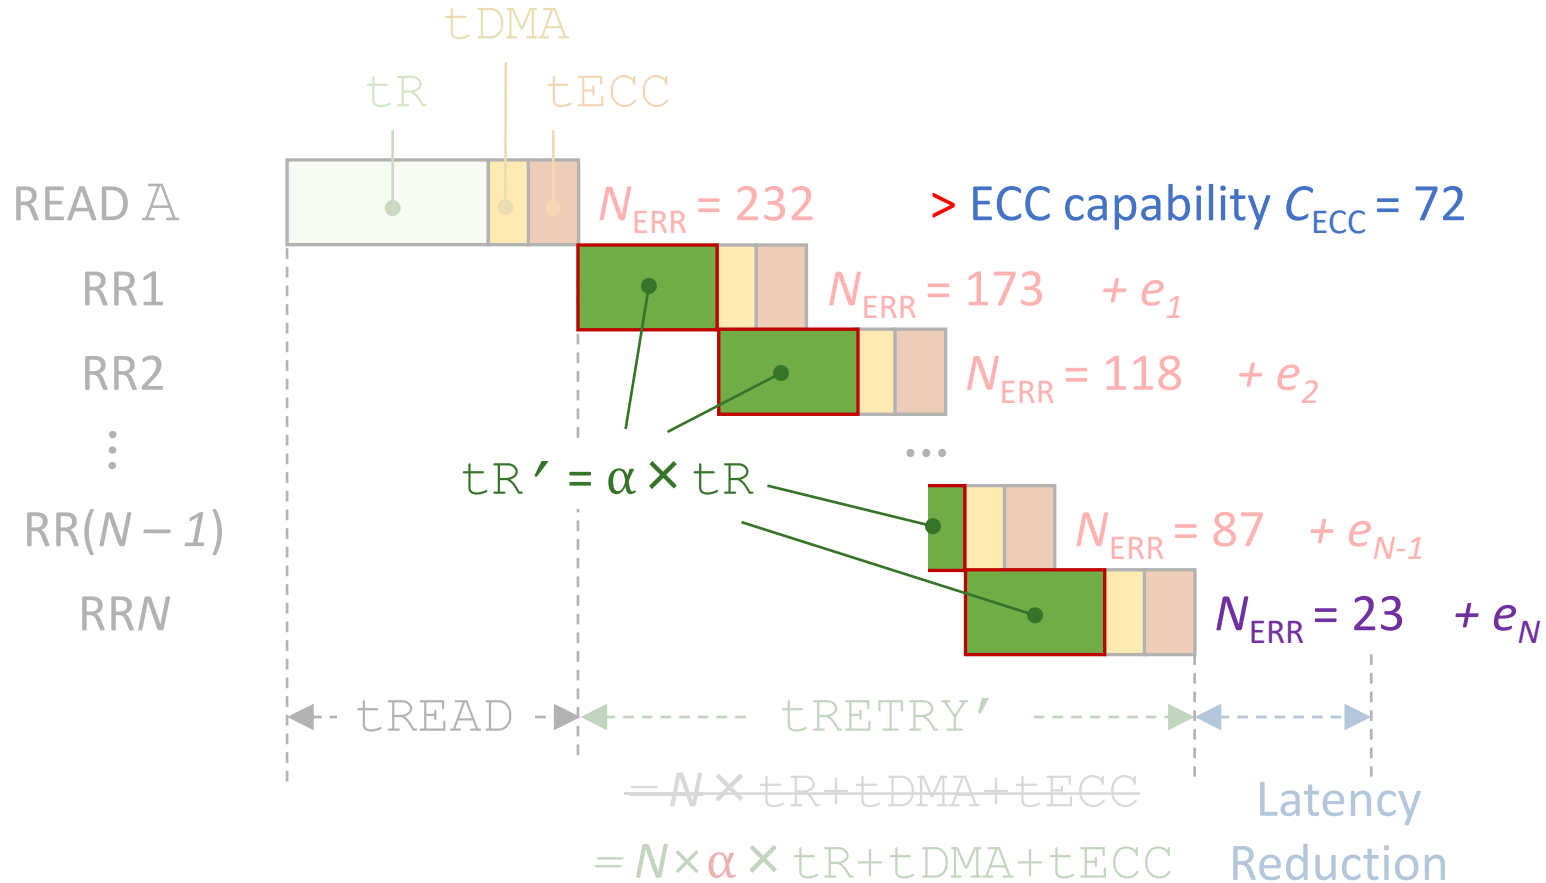 tDMA
tR tECC
READ A NERR = 232 > ECC capability CECC = 72
RR1 NERR = 173 + e1
RR2 NERR = 118 + e2
⋮ ...
tR′ = α × tR
RR(N – 1) NERR = 87 + eN-1
RRN NERR = 23 + eN
tREAD tRETRY′
= N × tR+tDMA+tECC
= N × α × tR+tDMA+tECC
Latency
Reduction